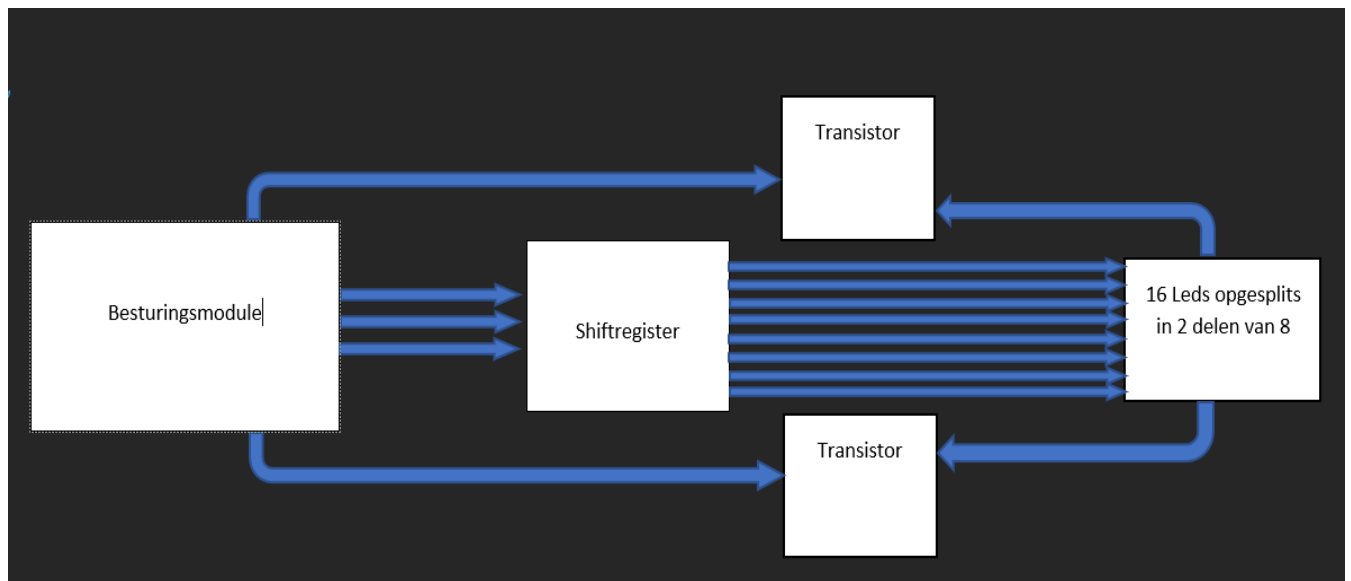 Transistor
Besturingsmodule
Shiftregister
16 Leds opgesplits
in 2 delen van 8
Transistor